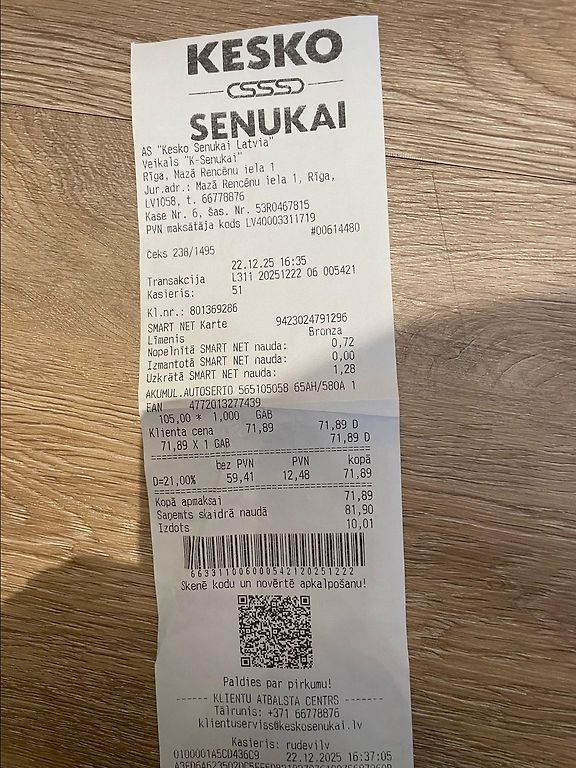 KESKO
SENUKAI
AS "Kesko Senukai Latvia"
Veikals "K-Senukai"
Rīga, Mazā Rencēnu iela 1
Jur.adr.: Mazā Rencēnu iela 1, Rīga,
LV1058, t. 66778876
Kase Nr. 6, Šas. Nr. 53R0467815
PVN maksātāja kods LV40003311719
#00614480
Čeks 238/1495
22.12.25 16:35
Transakcija L311 20251222 06 005421
Kasieris: 51
Kl.nr.: 801369286
SMART NET Karte 9423024791296
Līmenis Bronza
Nopelnītā SMART NET nauda: 0,72
Izmantotā SMART NET nauda: 0,00
Uzkrātā SMART NET nauda: 1,28
AKUMUL.AUTOSERIO 565105058 65AH/580A 1
EAN 4772013277439
105,00 * 1,000 GAB
Klienta cena 71,89 71,89 D
71,89 X 1 GAB 71,89 D
bez PVN PVN kopā
D=21,00% 59,41 12,48 71,89
Kopā apmaksai 71,89
Saņemts skaidrā naudā 81,90
Izdots 10,01
6633110060005421 20251222
Skenē kodu un novērtē apkalpošanu!
Paldies par pirkumu!
------ KLIENTU ATBALSTA CENTRS ------
Tālrunis: +371 66778876
klientuserviss@keskosenukai.lv
Kasieris: rudevilv
0100001A5CD436C9 22.12.2025 16:37:05